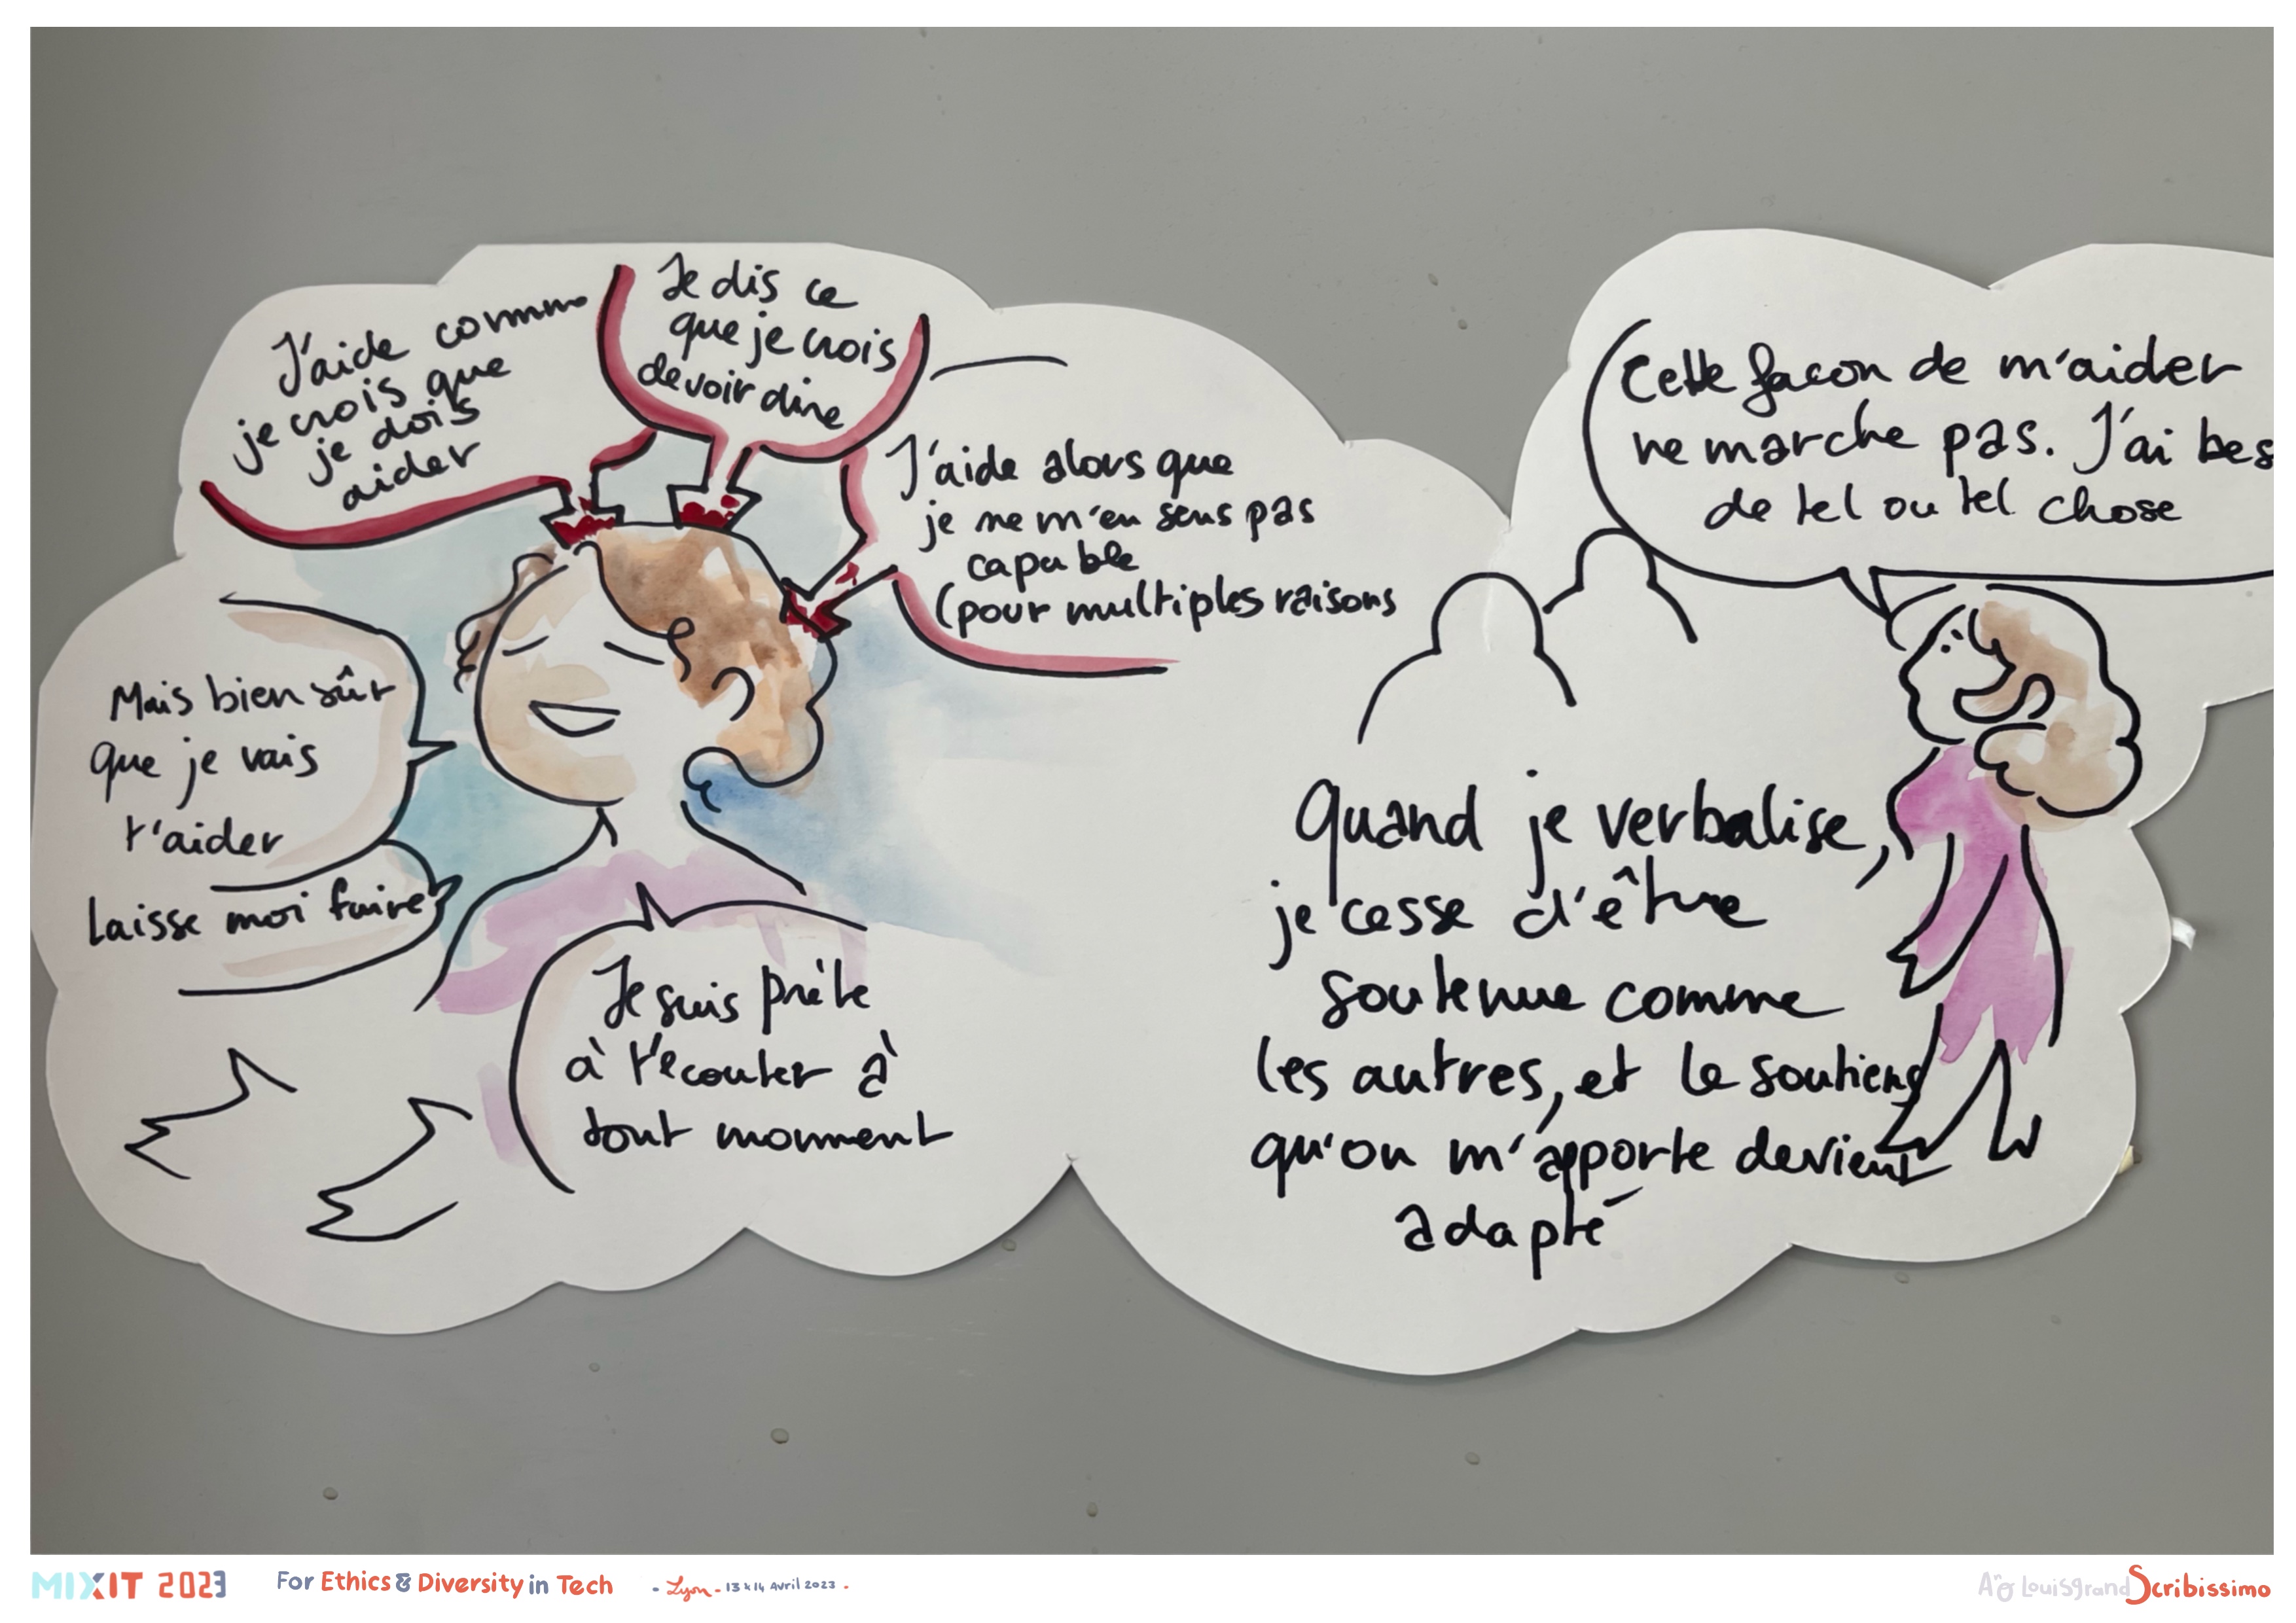 J'aide comme
je crois que
je dois
aider
Je dis ce
que je crois
devoir dire
J'aide alors que
je ne m'en sens pas
capable
(pour multiples raisons
Mais bien sûr
que je vais
t'aider
Laisse moi faire
Je suis prête
à t'écouter à
tout moment
Cette façon de m'aider
ne marche pas. J'ai bes
de tel ou tel chose
Quand je verbalise,
je cesse d'être
soutenue comme
les autres, et le soutiens
qu'on m'apporte devient
adapté
MIXIT 2023
For Ethics & Diversity in Tech
- Lyon - 13 & 14 Avril 2023 -
Louisgrand Scribissimo